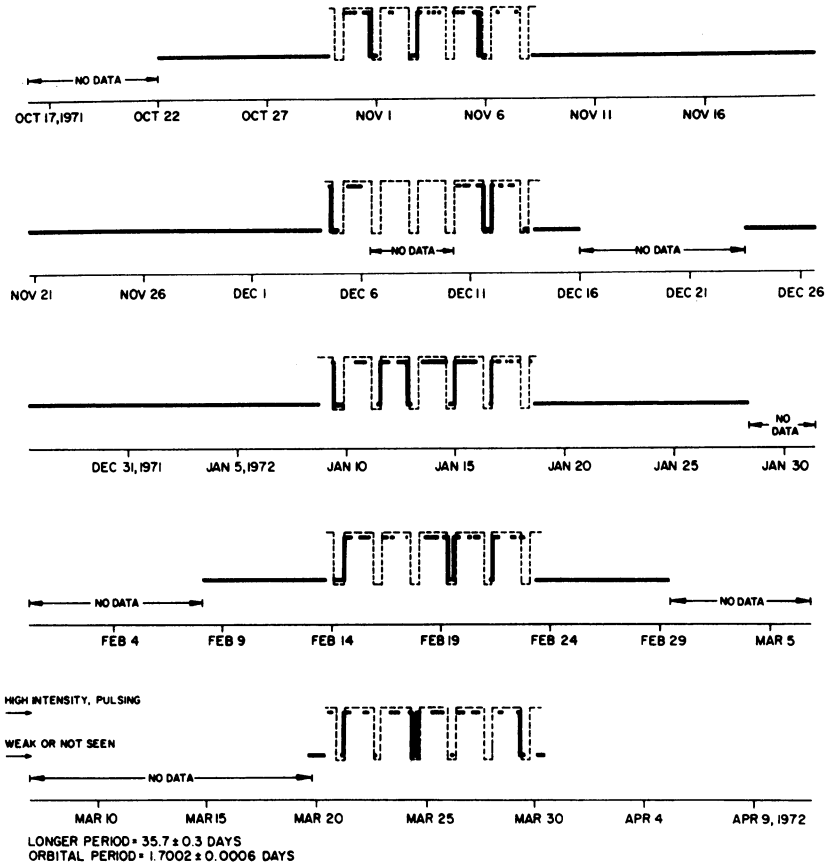 NO DATA
OCT 17, 1971 OCT 22 OCT 27 NOV 1 NOV 6 NOV 11 NOV 16
NO DATA NO DATA
NOV 21 NOV 26 DEC 1 DEC 6 DEC 11 DEC 16 DEC 21 DEC 26
NO
DATA
DEC 31, 1971 JAN 5, 1972 JAN 10 JAN 15 JAN 20 JAN 25 JAN 30
NO DATA NO DATA
FEB 4 FEB 9 FEB 14 FEB 19 FEB 24 FEB 29 MAR 5
HIGH INTENSITY, PULSING
WEAK OR NOT SEEN
NO DATA
MAR 10 MAR 15 MAR 20 MAR 25 MAR 30 APR 4 APR 9, 1972
LONGER PERIOD = 35.7 ± 0.3 DAYS
ORBITAL PERIOD = 1.7002 ± 0.0006 DAYS